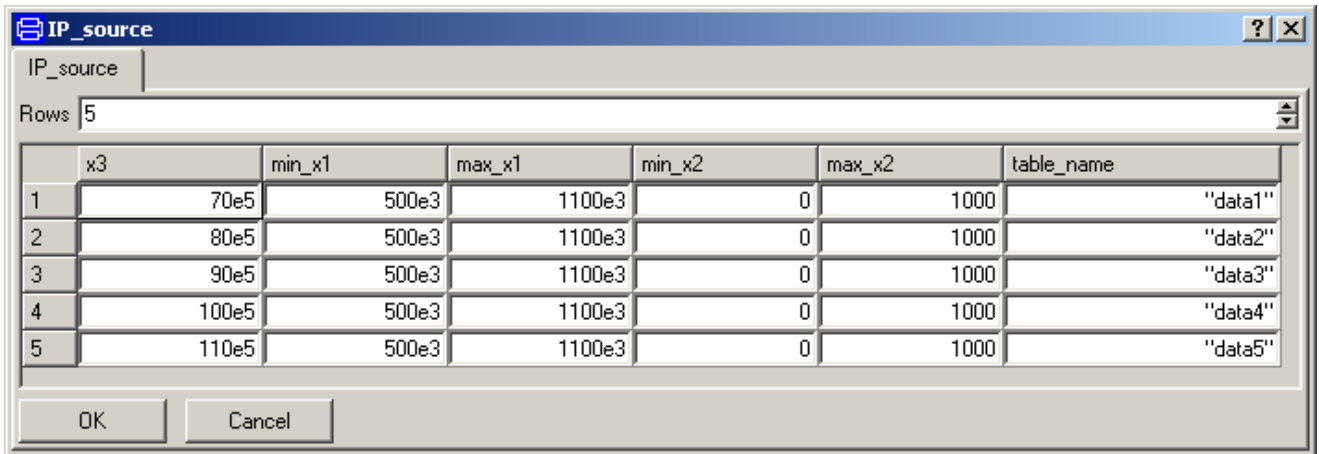 IP_source
IP_source
Rows 5
x3 min_x1 max_x1 min_x2 max_x2 table_name
1 70e5 500e3 1100e3 0 1000 "data1"
2 80e5 500e3 1100e3 0 1000 "data2"
3 90e5 500e3 1100e3 0 1000 "data3"
4 100e5 500e3 1100e3 0 1000 "data4"
5 110e5 500e3 1100e3 0 1000 "data5"
OK Cancel